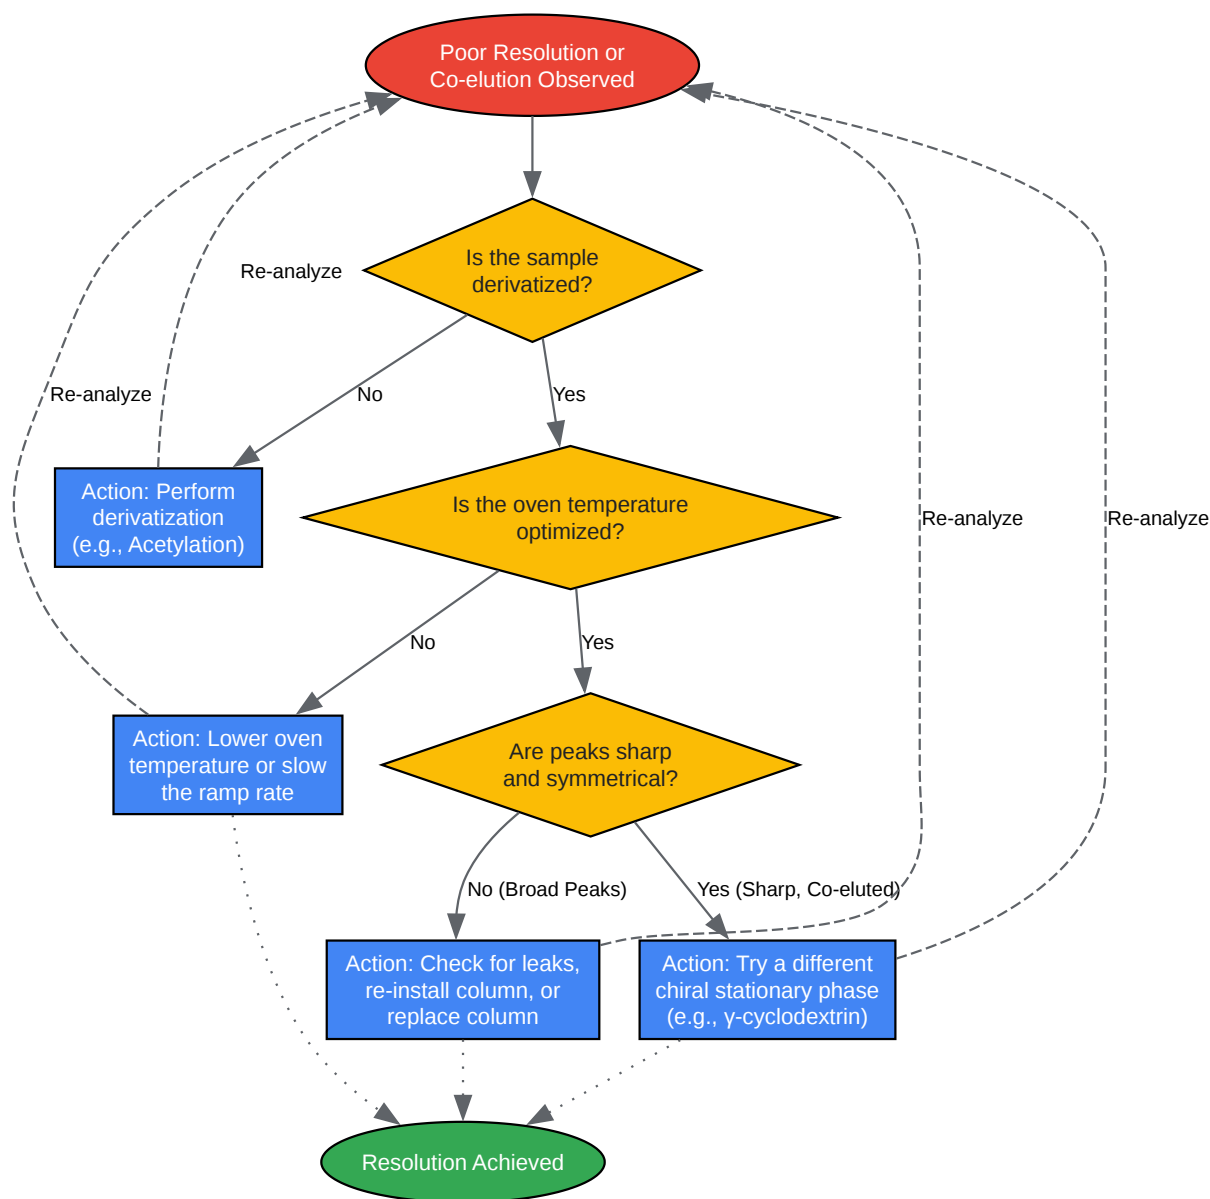 Poor Resolution or
Co-elution Observed
Is the sample
derivatized?
Re-analyze
Re-analyze
No
Yes
Action: Perform
derivatization
(e.g., Acetylation)
Is the oven temperature
optimized?
Re-analyze
Re-analyze
No
Yes
Action: Lower oven
temperature or slow
the ramp rate
Are peaks sharp
and symmetrical?
No (Broad Peaks)
Yes (Sharp, Co-eluted)
Action: Check for leaks,
re-install column, or
replace column
Action: Try a different
chiral stationary phase
(e.g., γ-cyclodextrin)
Resolution Achieved